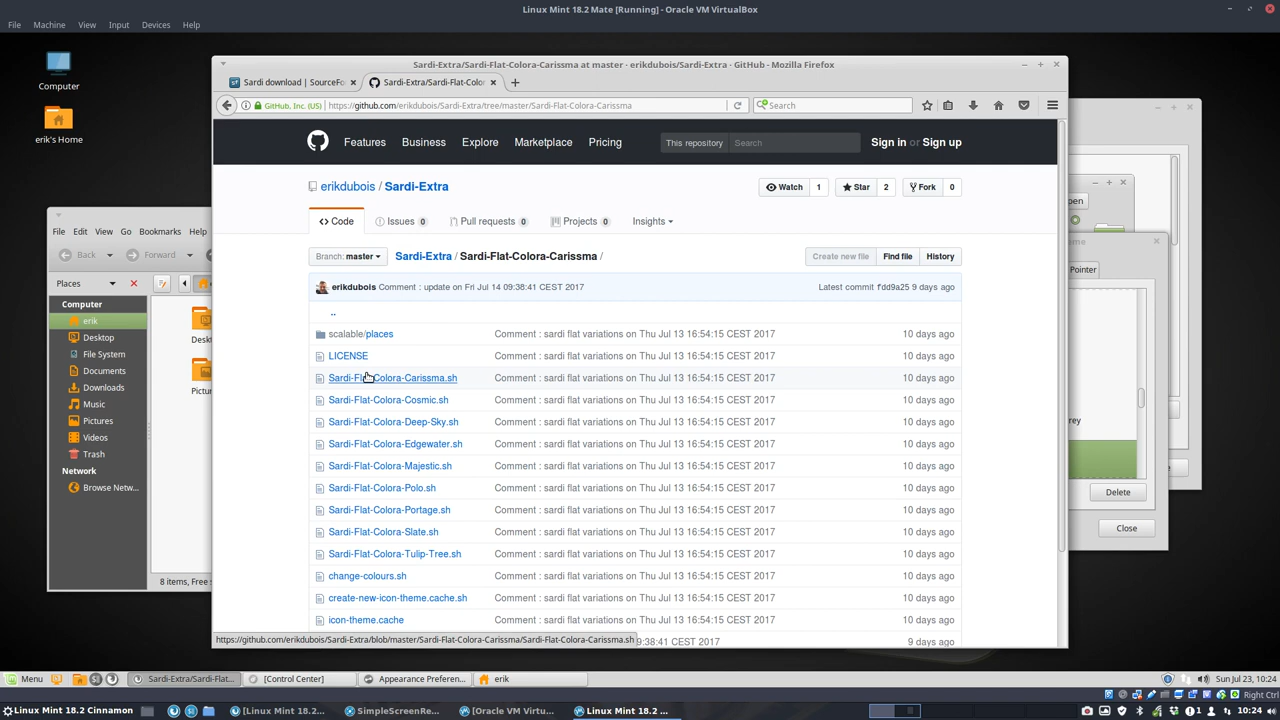 Linux Mint 18.2 Mate [Running] - Oracle VM VirtualBox
File Machine View Input Devices Help
Computer
erik's Home
Sardi-Extra/Sardi-Flat-Colora-Carissma at master - erikdubois/Sardi-Extra - GitHub - Mozilla Firefox
Sardi download | SourceFo
Sardi-Extra/Sardi-Flat-Color
GitHub, Inc. (US) https://github.com/erikdubois/Sardi-Extra/tree/master/Sardi-Flat-Colora-Carissma Search
Features Business Explore Marketplace Pricing This repository Search Sign in or Sign up
erikdubois / Sardi-Extra Watch 1 Star 2 Fork 0
Code Issues 0 Pull requests 0 Projects 0 Insights
Branch: master Sardi-Extra / Sardi-Flat-Colora-Carissma / Create new file Find file History
erikdubois Comment : update on Fri Jul 14 09:38:41 CEST 2017 Latest commit fdd9a25 9 days ago
..
scalable/places Comment : sardi flat variations on Thu Jul 13 16:54:15 CEST 2017 10 days ago
LICENSE Comment : sardi flat variations on Thu Jul 13 16:54:15 CEST 2017 10 days ago
Sardi-Flat-Colora-Carissma.sh Comment : sardi flat variations on Thu Jul 13 16:54:15 CEST 2017 10 days ago
Sardi-Flat-Colora-Cosmic.sh Comment : sardi flat variations on Thu Jul 13 16:54:15 CEST 2017 10 days ago
Sardi-Flat-Colora-Deep-Sky.sh Comment : sardi flat variations on Thu Jul 13 16:54:15 CEST 2017 10 days ago
Sardi-Flat-Colora-Edgewater.sh Comment : sardi flat variations on Thu Jul 13 16:54:15 CEST 2017 10 days ago
Sardi-Flat-Colora-Majestic.sh Comment : sardi flat variations on Thu Jul 13 16:54:15 CEST 2017 10 days ago
Sardi-Flat-Colora-Polo.sh Comment : sardi flat variations on Thu Jul 13 16:54:15 CEST 2017 10 days ago
Sardi-Flat-Colora-Portage.sh Comment : sardi flat variations on Thu Jul 13 16:54:15 CEST 2017 10 days ago
Sardi-Flat-Colora-Slate.sh Comment : sardi flat variations on Thu Jul 13 16:54:15 CEST 2017 10 days ago
Sardi-Flat-Colora-Tulip-Tree.sh Comment : sardi flat variations on Thu Jul 13 16:54:15 CEST 2017 10 days ago
change-colours.sh Comment : sardi flat variations on Thu Jul 13 16:54:15 CEST 2017 10 days ago
create-new-icon-theme.cache.sh Comment : sardi flat variations on Thu Jul 13 16:54:15 CEST 2017 10 days ago
icon-theme.cache Comment : sardi flat variations on Thu Jul 13 16:54:15 CEST 2017 10 days ago
https://github.com/erikdubois/Sardi-Extra/blob/master/Sardi-Flat-Colora-Carissma/Sardi-Flat-Colora-Carissma.sh 9:38:41 CEST 2017 9 days ago
File Edit View Go Bookmarks Help
Back Forward
Places
Computer
erik
Desktop
File System
Documents
Downloads
Music
Pictures
Videos
Trash
Network
Browse Netw...
Desk
Pictur
8 items, Free s
pen
eme
Pointer
rey
Delete
Close
Menu Sardi-Extra/Sardi-Flat... [Control Center] Appearance Preferen... erik Sun Jul 23, 10:24
Right Ctrl
Linux Mint 18.2 Cinnamon [Linux Mint 18.2... SimpleScreenRe... [Oracle VM Virtu... Linux Mint 18.2 ... 1 10:24